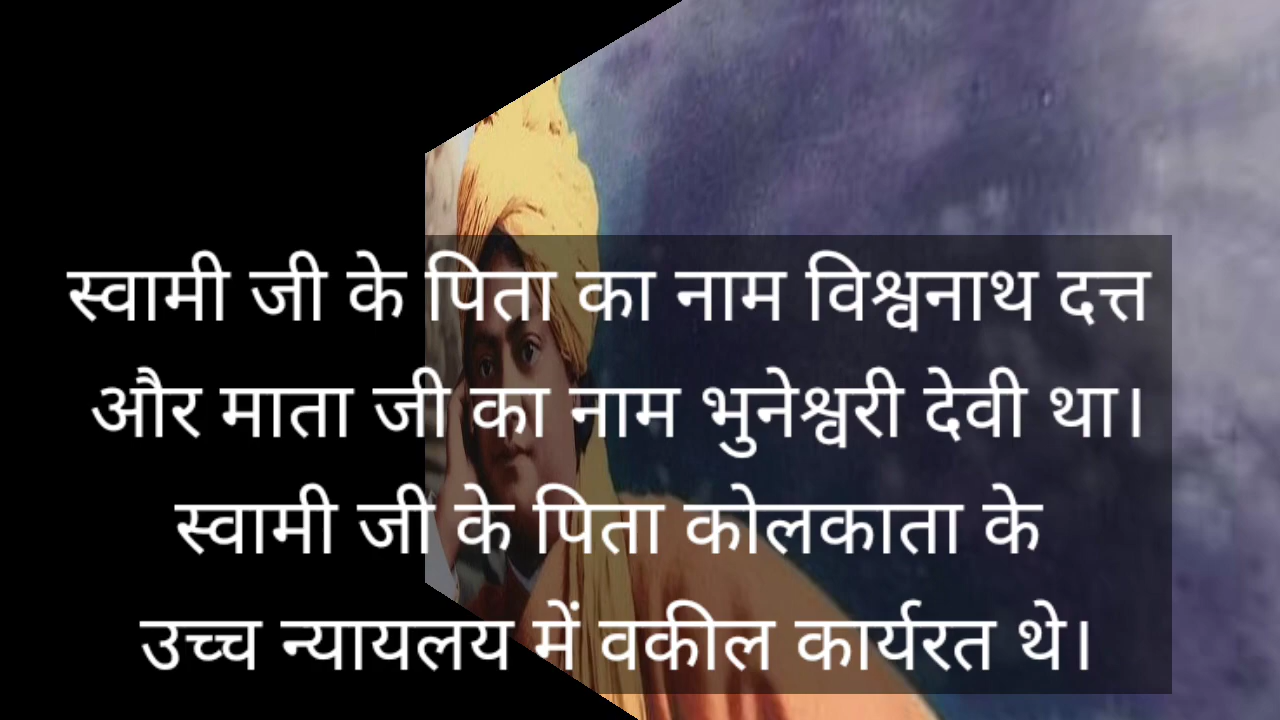 स्वामी जी के पिता का नाम विश्वनाथ दत्त
और माता जी का नाम भुनेश्वरी देवी था।
स्वामी जी के पिता कोलकाता के
उच्च न्यायलय में वकील कार्यरत थे।